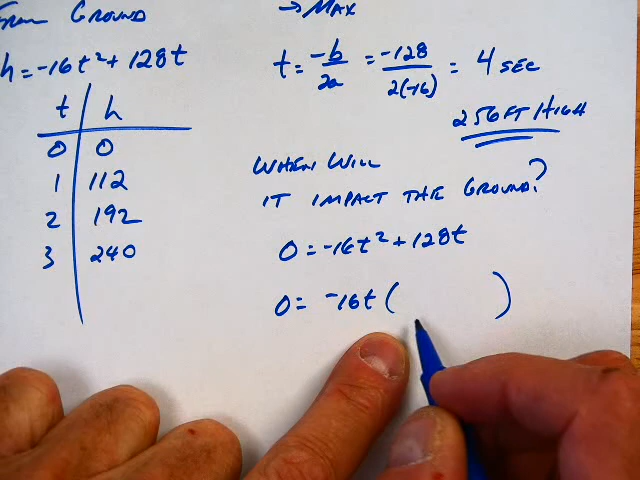 FROM GROUND
h = -16t² + 128t
t h
0 0
1 112
2 192
3 240
→ MAX
t = -b/2a = -128/2(-16) = 4 SEC
256 FT HIGH
WHEN WILL
IT IMPACT THE GROUND?
0 = -16t² + 128t
0 = -16t ( )